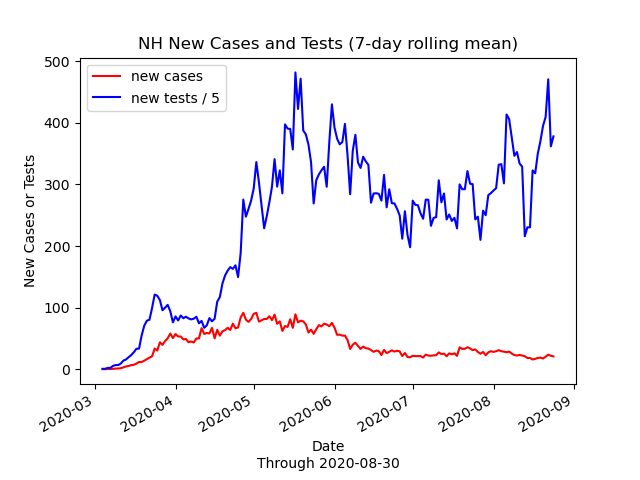 NH New Cases and Tests (7-day rolling mean)
new cases
new tests / 5
New Cases or Tests
500
400
300
200
100
0
2020-03
2020-04
2020-05
2020-06
2020-07
2020-08
2020-09
Date
Through 2020-08-30